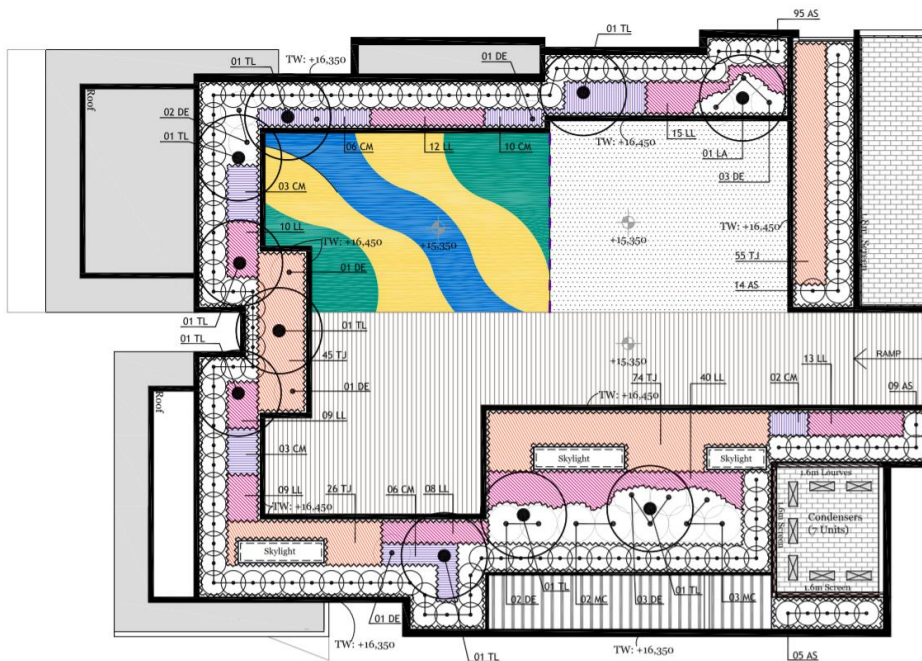 95 AS
01 TL
01 DE
TW: +16,350
01 TL
Roof
02 DE
01 TL
06 CM
12 LL
10 CM
TW: +16,450
15 LL
01 LA
03 DE
03 CM
10 LL
TW: +16,450
01 DE
+15,350
+15,350
TW: +16,450
55 TJ
14 AS
01 TL
01 TL
01 TL
45 TJ
01 DE
+15,350
RAMP
13 LL
02 CM
09 AS
74 TJ
40 LL
TW: +16,450
Roof
09 LL
03 CM
09 LL
TW: +16,450
26 TJ
06 CM
08 LL
Skylight
Skylight
Skylight
1.6m Lourves
Condensers
(7 Units)
1.6m Screen
01 DE
01 TL
02 DE
01 TL
02 MC
03 DE
01 TL
03 MC
TW: +16,350
TW: +16,350
05 AS